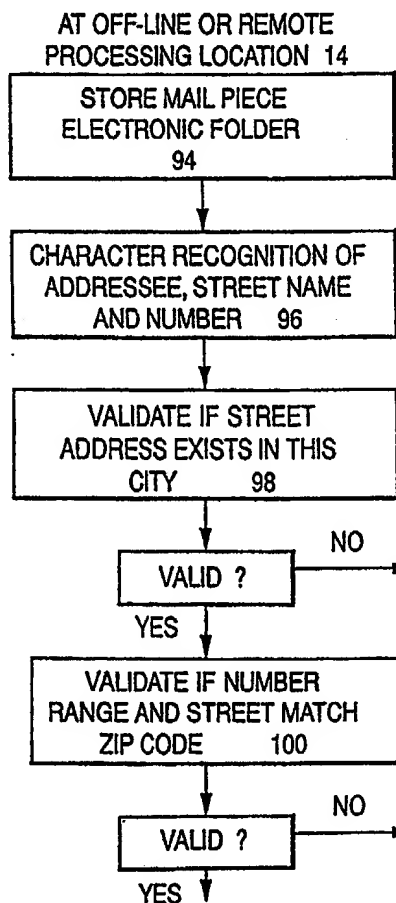 AT OFF-LINE OR REMOTE
PROCESSING LOCATION 14
STORE MAIL PIECE
ELECTRONIC FOLDER
94
CHARACTER RECOGNITION OF
ADDRESSEE, STREET NAME
AND NUMBER 96
VALIDATE IF STREET
ADDRESS EXISTS IN THIS
CITY 98
NO
VALID ?
YES
VALIDATE IF NUMBER
RANGE AND STREET MATCH
ZIP CODE 100
NO
VALID ?
YES